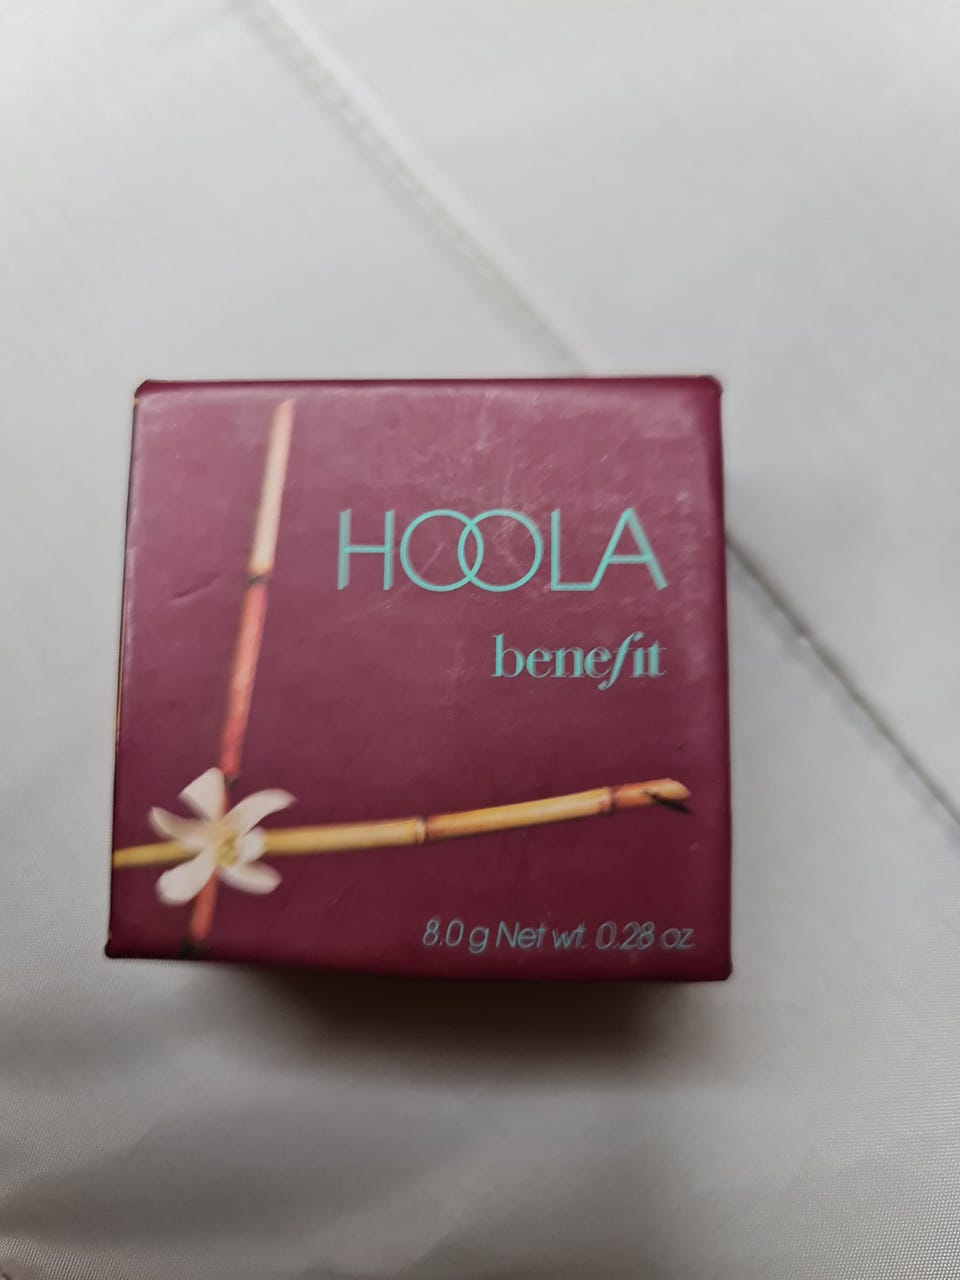 HOOLA
benefit
8.0 g Net wt. 0.28 oz.